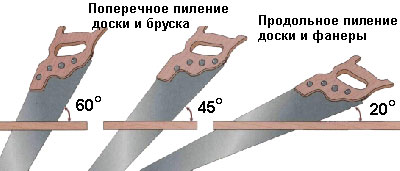 Поперечное пиление
доски и бруска
Продольное пиление
доски и фанеры
60°
45°
20°